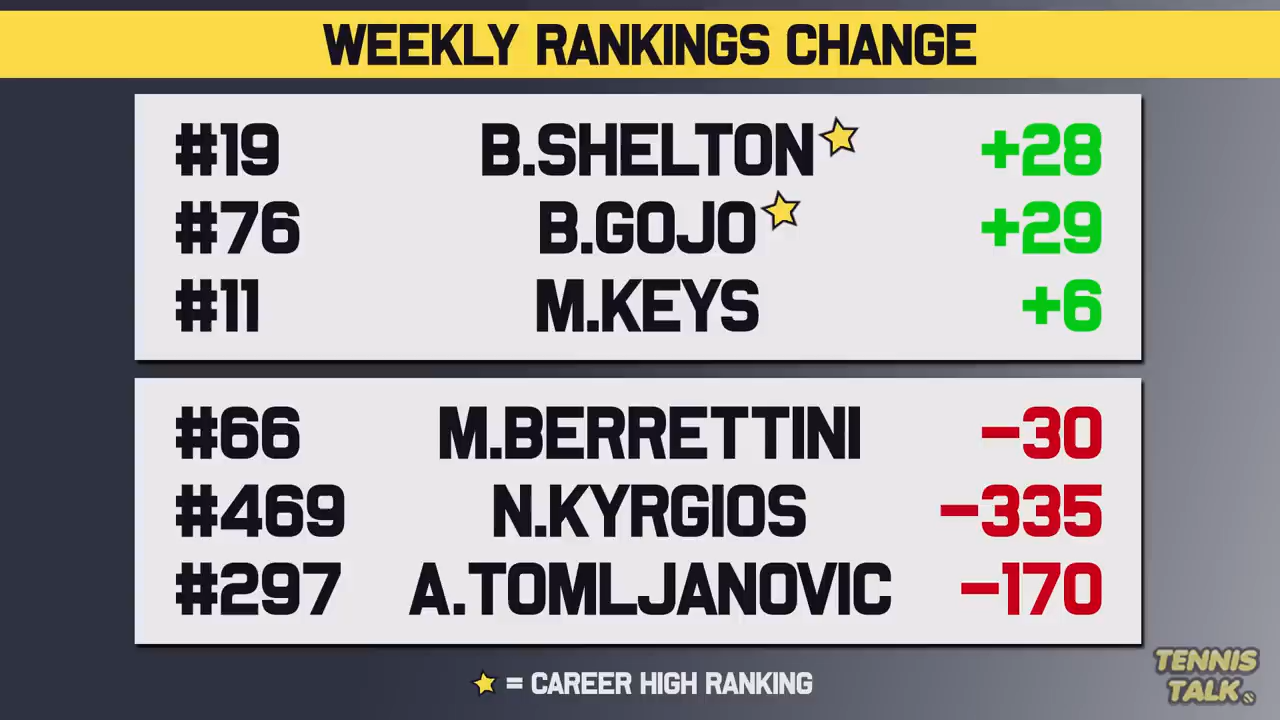 WEEKLY RANKINGS CHANGE
#19 B.SHELTON +28
#76 B.GOJO +29
#11 M.KEYS +6
#66 M.BERRETTINI -30
#469 N.KYRGIOS -335
#297 A.TOMLJANOVIC -170
= CAREER HIGH RANKING
TENNIS
TALK